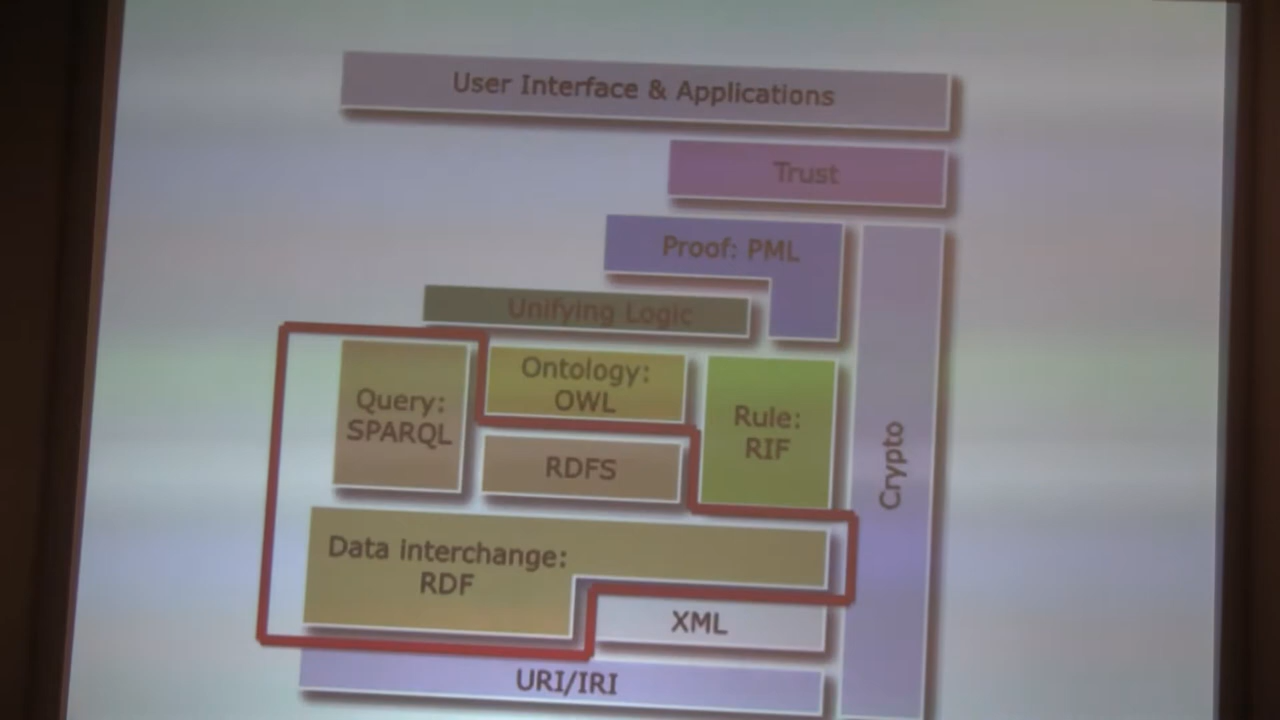 User Interface & Applications
Trust
Proof: PML
Unifying Logic
Query:
SPARQL
Ontology:
OWL
Rule:
RIF
RDFS
Crypto
Data interchange:
RDF
XML
URI/IRI